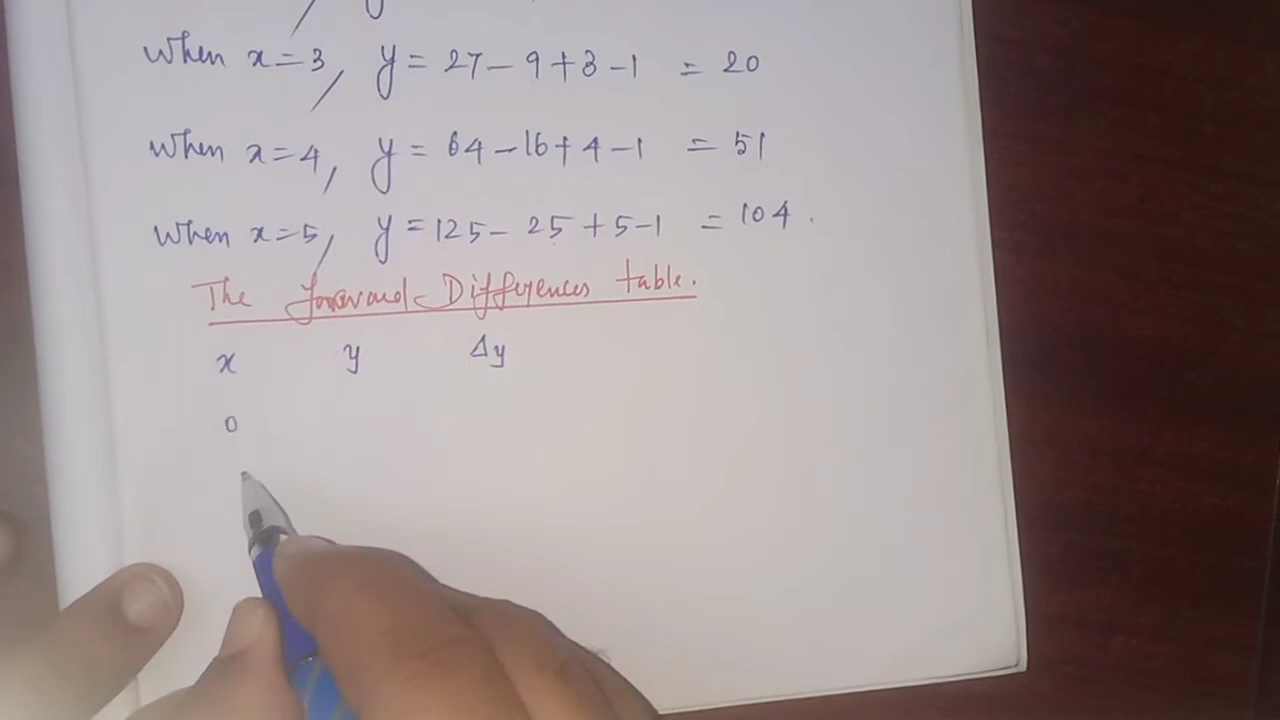 When x=3, y = 27 - 9 + 3 - 1 = 20
When x=4, y = 64 - 16 + 4 - 1 = 51
When x=5, y = 125 - 25 + 5 - 1 = 104.
The forward Differences table.
x y Δy
0